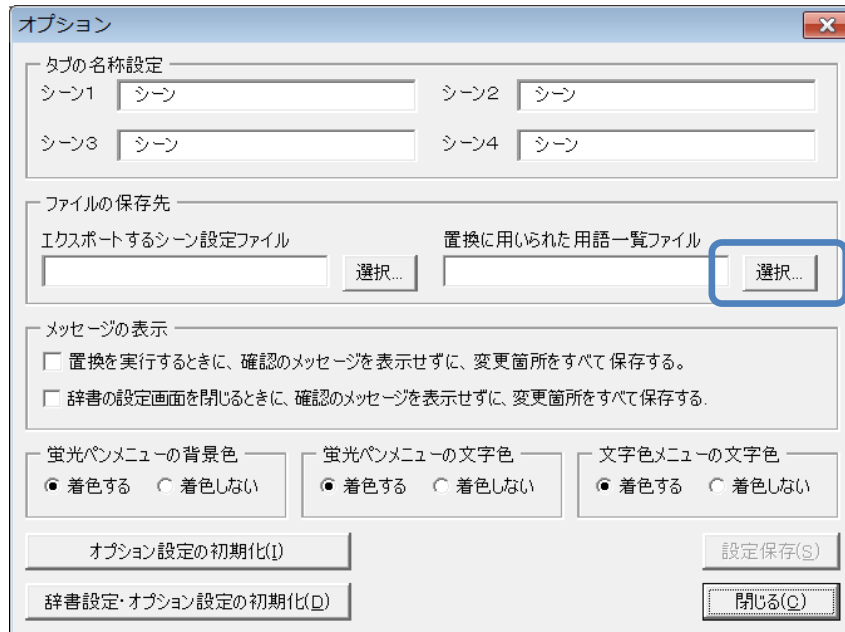 オプション
タブの名称設定
シーン1 シーン シーン2 シーン
シーン3 シーン シーン4 シーン
ファイルの保存先
エクスポートするシーン設定ファイル 置換に用いられた用語一覧ファイル
選択... 選択...
メッセージの表示
置換を実行するときに、確認のメッセージを表示せずに、変更箇所をすべて保存する。
辞書の設定画面を閉じるときに、確認のメッセージを表示せずに、変更箇所をすべて保存する.
蛍光ペンメニューの背景色 蛍光ペンメニューの文字色 文字色メニューの文字色
着色する 着色しない 着色する 着色しない 着色する 着色しない
オプション設定の初期化(I) 設定保存(S)
辞書設定・オプション設定の初期化(D) 閉じる(C)